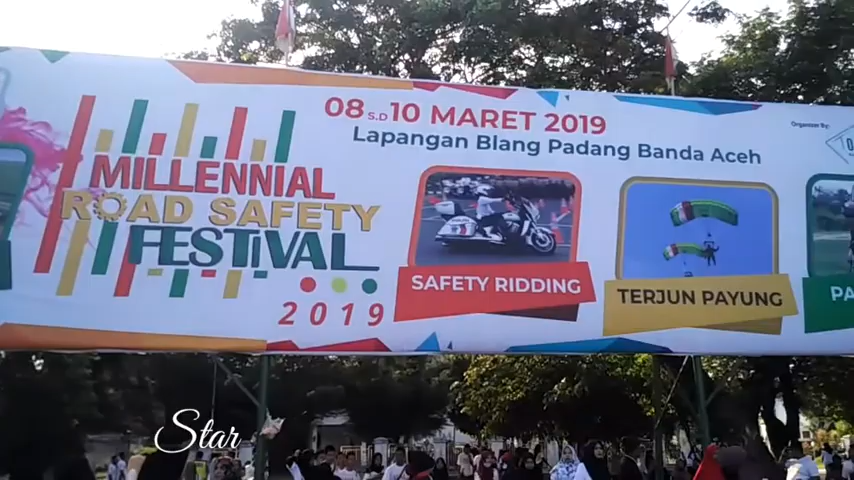 08 S.D 10 MARET 2019
Lapangan Blang Padang Banda Aceh
Organizer By:
MILLENNIAL
ROAD SAFETY
FESTIVAL
2019
SAFETY RIDDING
TERJUN PAYUNG
PA
Star